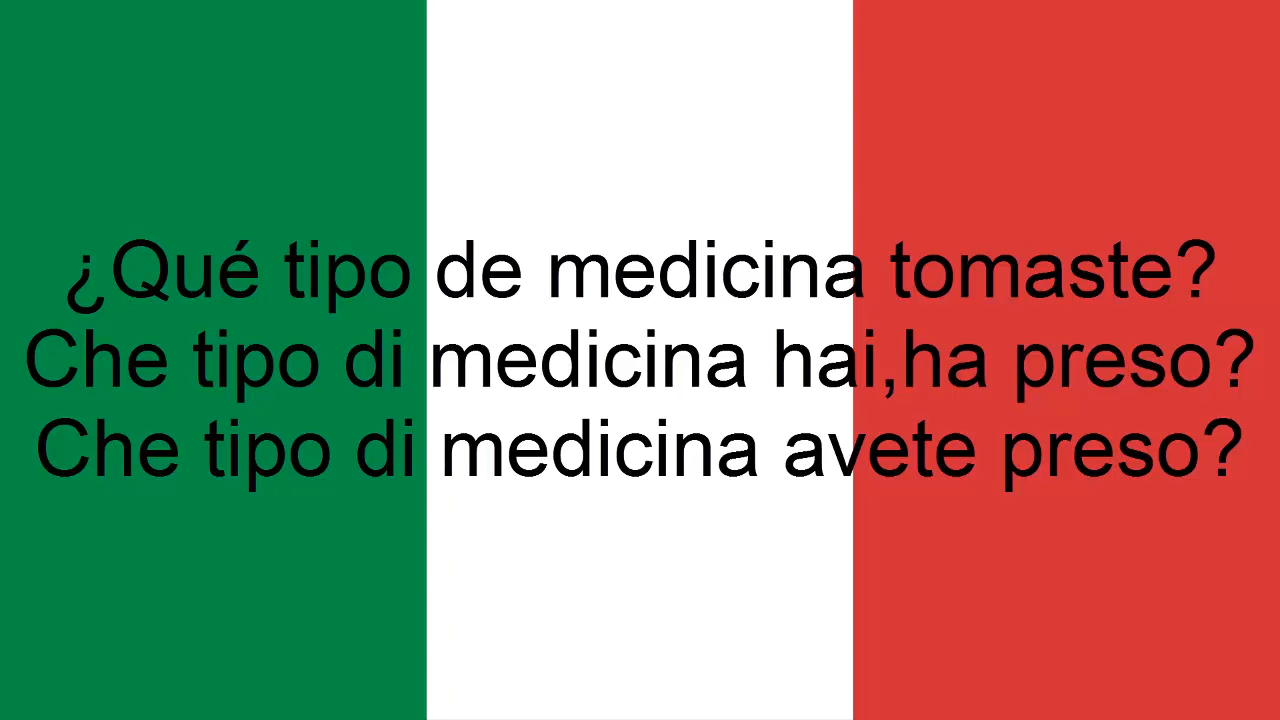 ¿Qué tipo de medicina tomaste?
Che tipo di medicina hai,ha preso?
Che tipo di medicina avete preso?